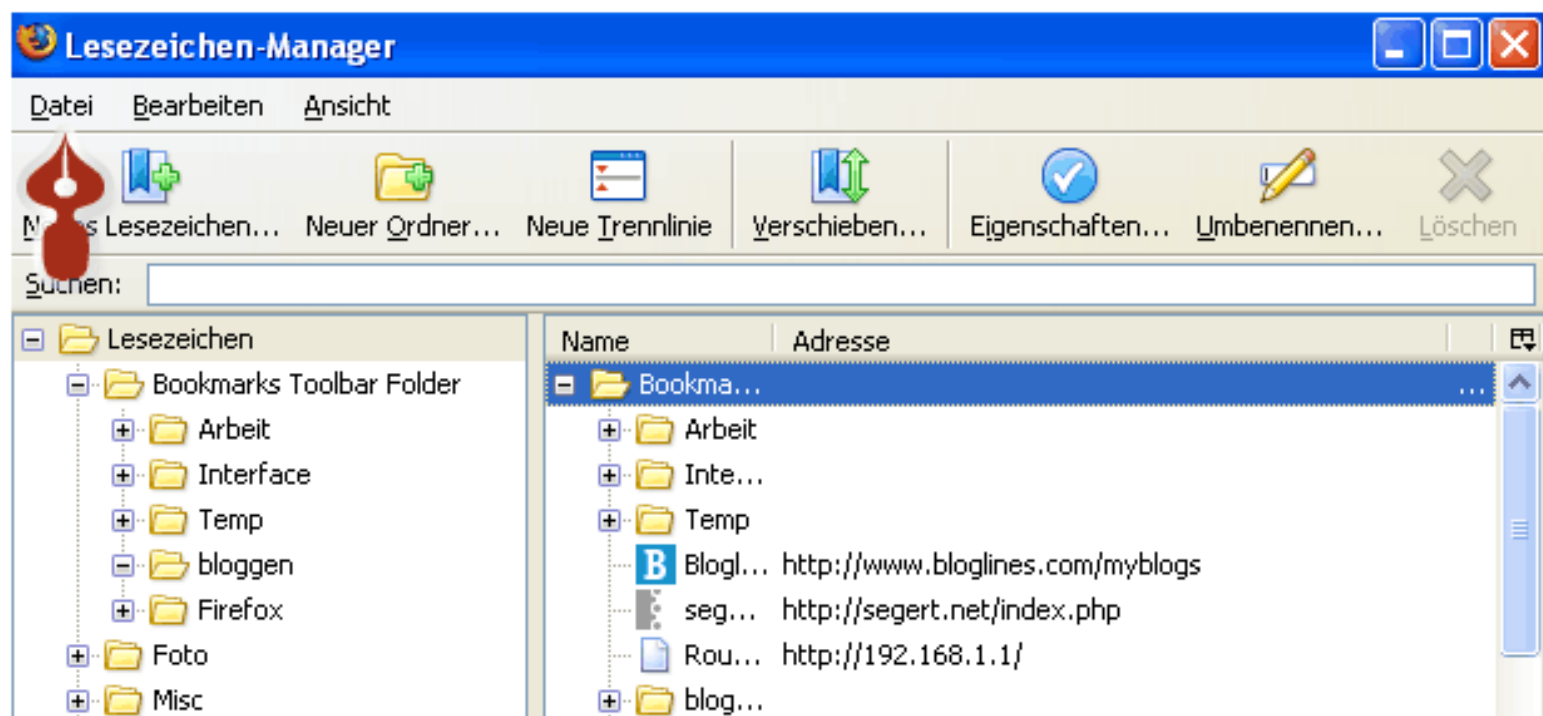 Lesezeichen-Manager
Datei Bearbeiten Ansicht
Lesezeichen... Neuer Ordner... Neue Trennlinie Verschieben... Eigenschaften... Umbenennen... Löschen
Suchen:
Lesezeichen
Bookmarks Toolbar Folder
Arbeit
Interface
Temp
bloggen
Firefox
Foto
Misc
Name Adresse
Bookma... ...
Arbeit
Inte...
Temp
B Blogl... http://www.bloglines.com/myblogs
seg... http://segert.net/index.php
Rou... http://192.168.1.1/
blog...